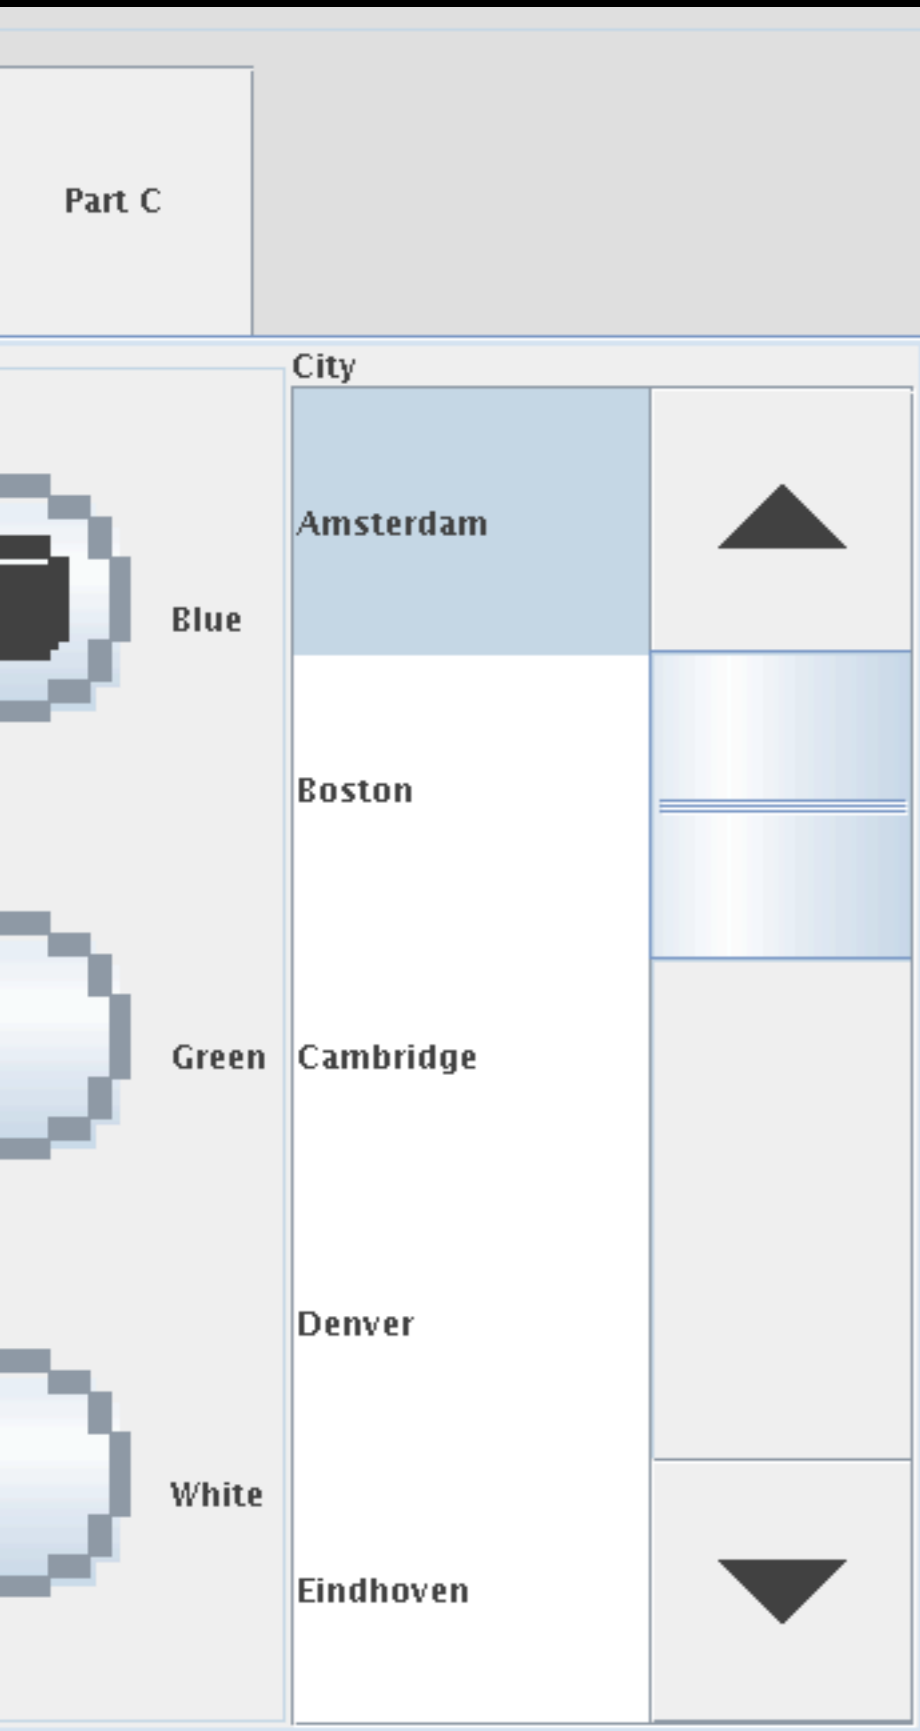 Part C
City
Blue
Green
White
Amsterdam
Boston
Cambridge
Denver
Eindhoven